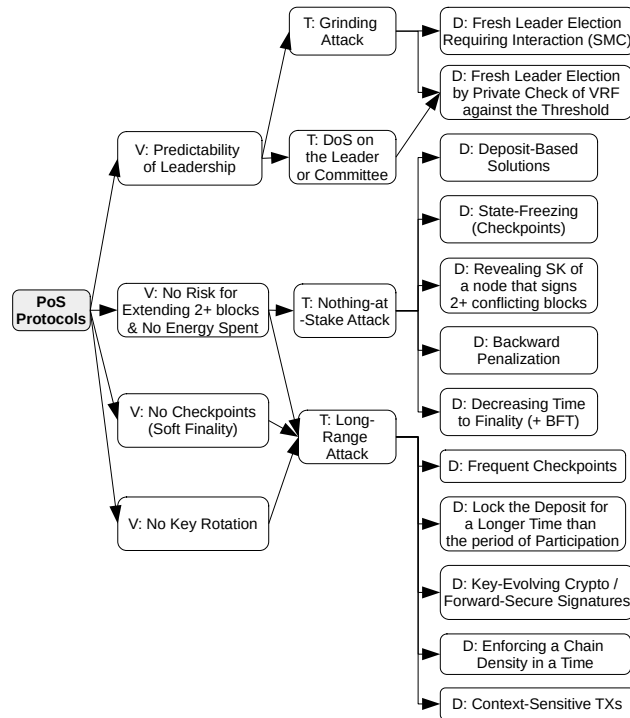 PoS
Protocols
V: Predictability
of Leadership
V: No Risk for
Extending 2+ blocks
& No Energy Spent
V: No Checkpoints
(Soft Finality)
V: No Key Rotation
T: Grinding
Attack
T: DoS on
the Leader
or Committee
T: Nothing-at
-Stake Attack
T: Long-
Range
Attack
D: Fresh Leader Election
Requiring Interaction (SMC)
D: Fresh Leader Election
by Private Check of VRF
against the Threshold
D: Deposit-Based
Solutions
D: State-Freezing
(Checkpoints)
D: Revealing SK of
a node that signs
2+ conflicting blocks
D: Backward
Penalization
D: Decreasing Time
to Finality (+ BFT)
D: Frequent Checkpoints
D: Lock the Deposit for
a Longer Time than
the period of Participation
D: Key-Evolving Crypto /
Forward-Secure Signatures
D: Enforcing a Chain
Density in a Time
D: Context-Sensitive TXs